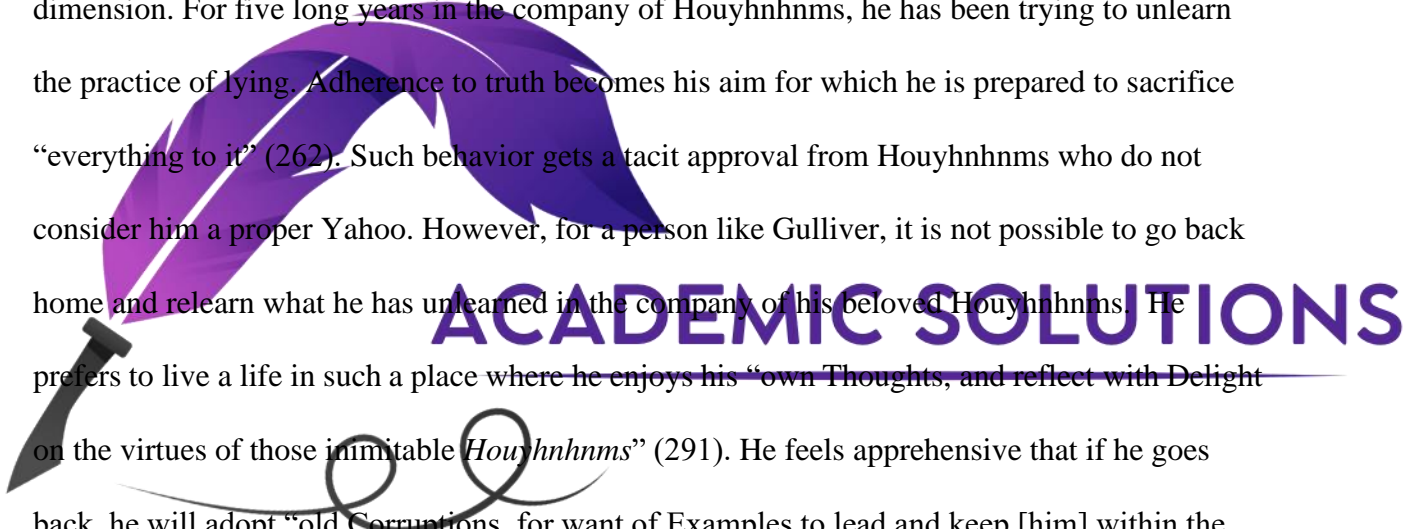 dimension. For five long years in the company of Houyhnhnms, he has been trying to unlearn
the practice of lying. Adherence to truth becomes his aim for which he is prepared to sacrifice
“everything to it” (262). Such behavior gets a tacit approval from Houyhnhnms who do not
consider him a proper Yahoo. However, for a person like Gulliver, it is not possible to go back
home and relearn what he has unlearned in the company of his beloved Houyhnhnms. He
ACADEMIC SOLUTIONS
prefers to live a life in such a place where he enjoys his “own Thoughts, and reflect with Delight
on the virtues of those inimitable Houyhnhnms” (291). He feels apprehensive that if he goes
back, he will adopt “old Corruptions, for want of Examples to lead and keep [him] within the